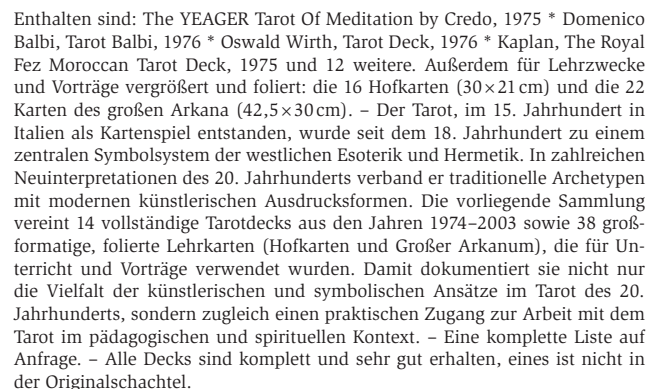 Enthalten sind: The YEAGER Tarot Of Meditation by Credo, 1975 * Domenico
Balbi, Tarot Balbi, 1976 * Oswald Wirth, Tarot Deck, 1976 * Kaplan, The Royal
Fez Moroccan Tarot Deck, 1975 und 12 weitere. Außerdem für Lehrzwecke
und Vorträge vergrößert und foliert: die 16 Hofkarten (30×21 cm) und die 22
Karten des großen Arkana (42,5×30 cm). – Der Tarot, im 15. Jahrhundert in
Italien als Kartenspiel entstanden, wurde seit dem 18. Jahrhundert zu einem
zentralen Symbolsystem der westlichen Esoterik und Hermetik. In zahlreichen
Neuinterpretationen des 20. Jahrhunderts verband er traditionelle Archetypen
mit modernen künstlerischen Ausdrucksformen. Die vorliegende Sammlung
vereint 14 vollständige Tarotdecks aus den Jahren 1974–2003 sowie 38 groß-
formatige, folierte Lehrkarten (Hofkarten und Großer Arkanum), die für Un-
terricht und Vorträge verwendet wurden. Damit dokumentiert sie nicht nur
die Vielfalt der künstlerischen und symbolischen Ansätze im Tarot des 20.
Jahrhunderts, sondern zugleich einen praktischen Zugang zur Arbeit mit dem
Tarot im pädagogischen und spirituellen Kontext. – Eine komplette Liste auf
Anfrage. – Alle Decks sind komplett und sehr gut erhalten, eines ist nicht in
der Originalschachtel.